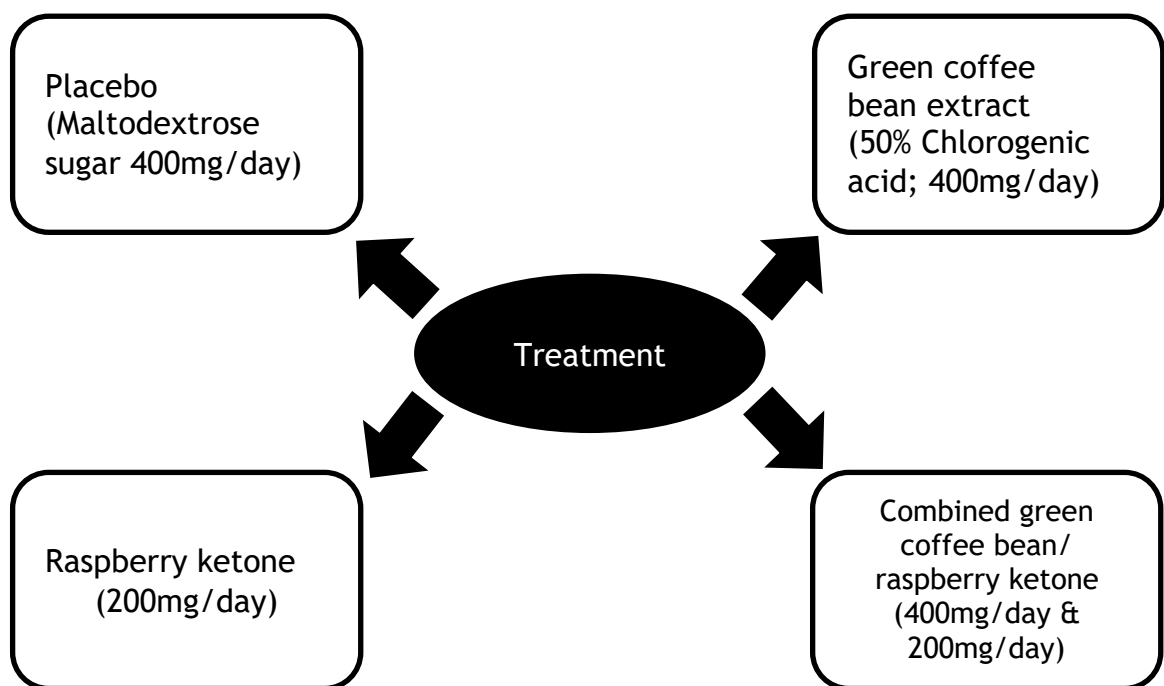 Placebo
(Maltodextrose
sugar 400mg/day)
Green coffee
bean extract
(50% Chlorogenic
acid; 400mg/day)
Treatment
Raspberry ketone
(200mg/day)
Combined green
coffee bean/
raspberry ketone
(400mg/day &
200mg/day)